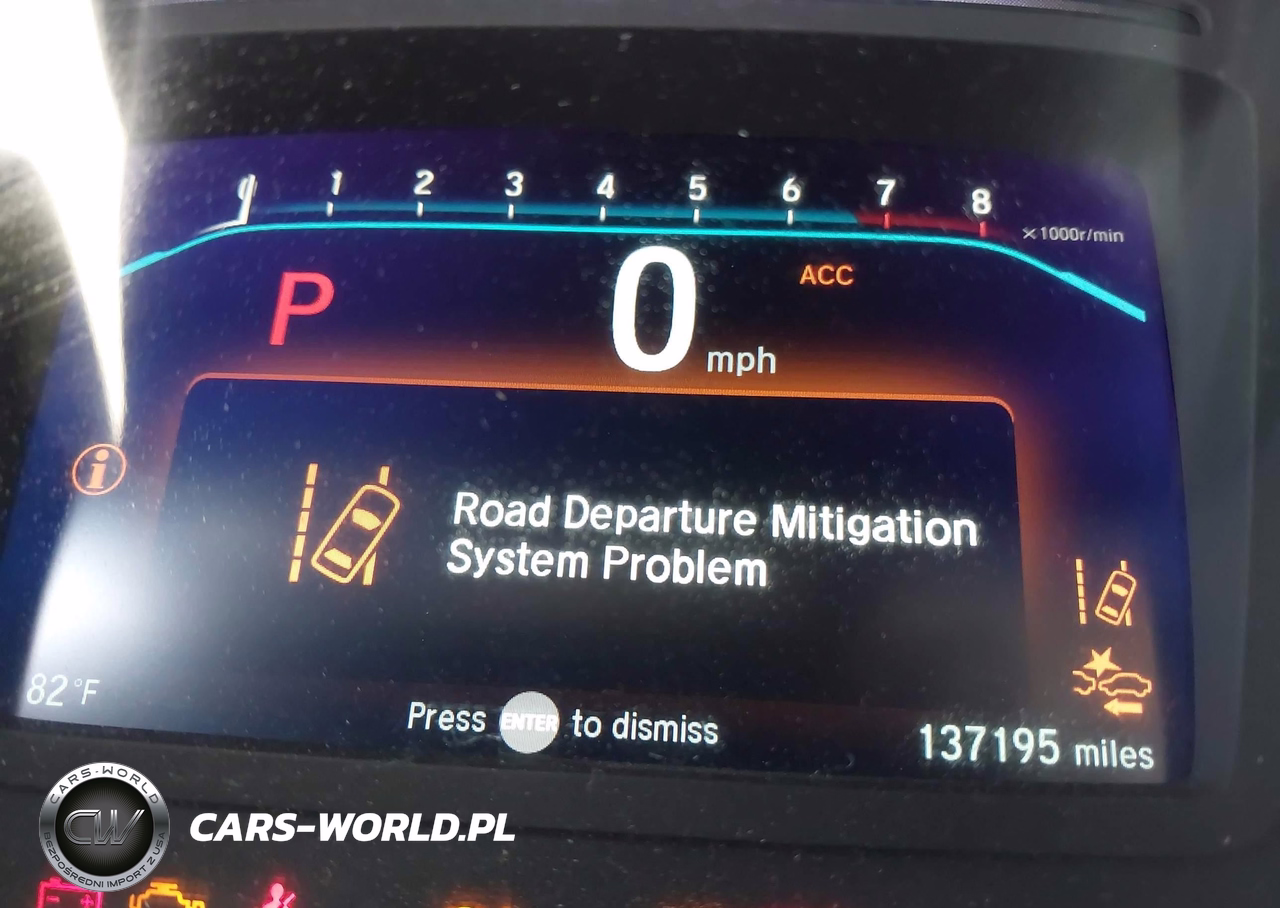 0 1 2 3 4 5 6 7 8
x1000r/min
P 0 mph ACC
i
Road Departure Mitigation
System Problem
82°F
Press ENTER to dismiss
137195 miles
CARS-WORLD
CW
BEZPOŚREDNI IMPORT Z USA
CARS-WORLD.PL